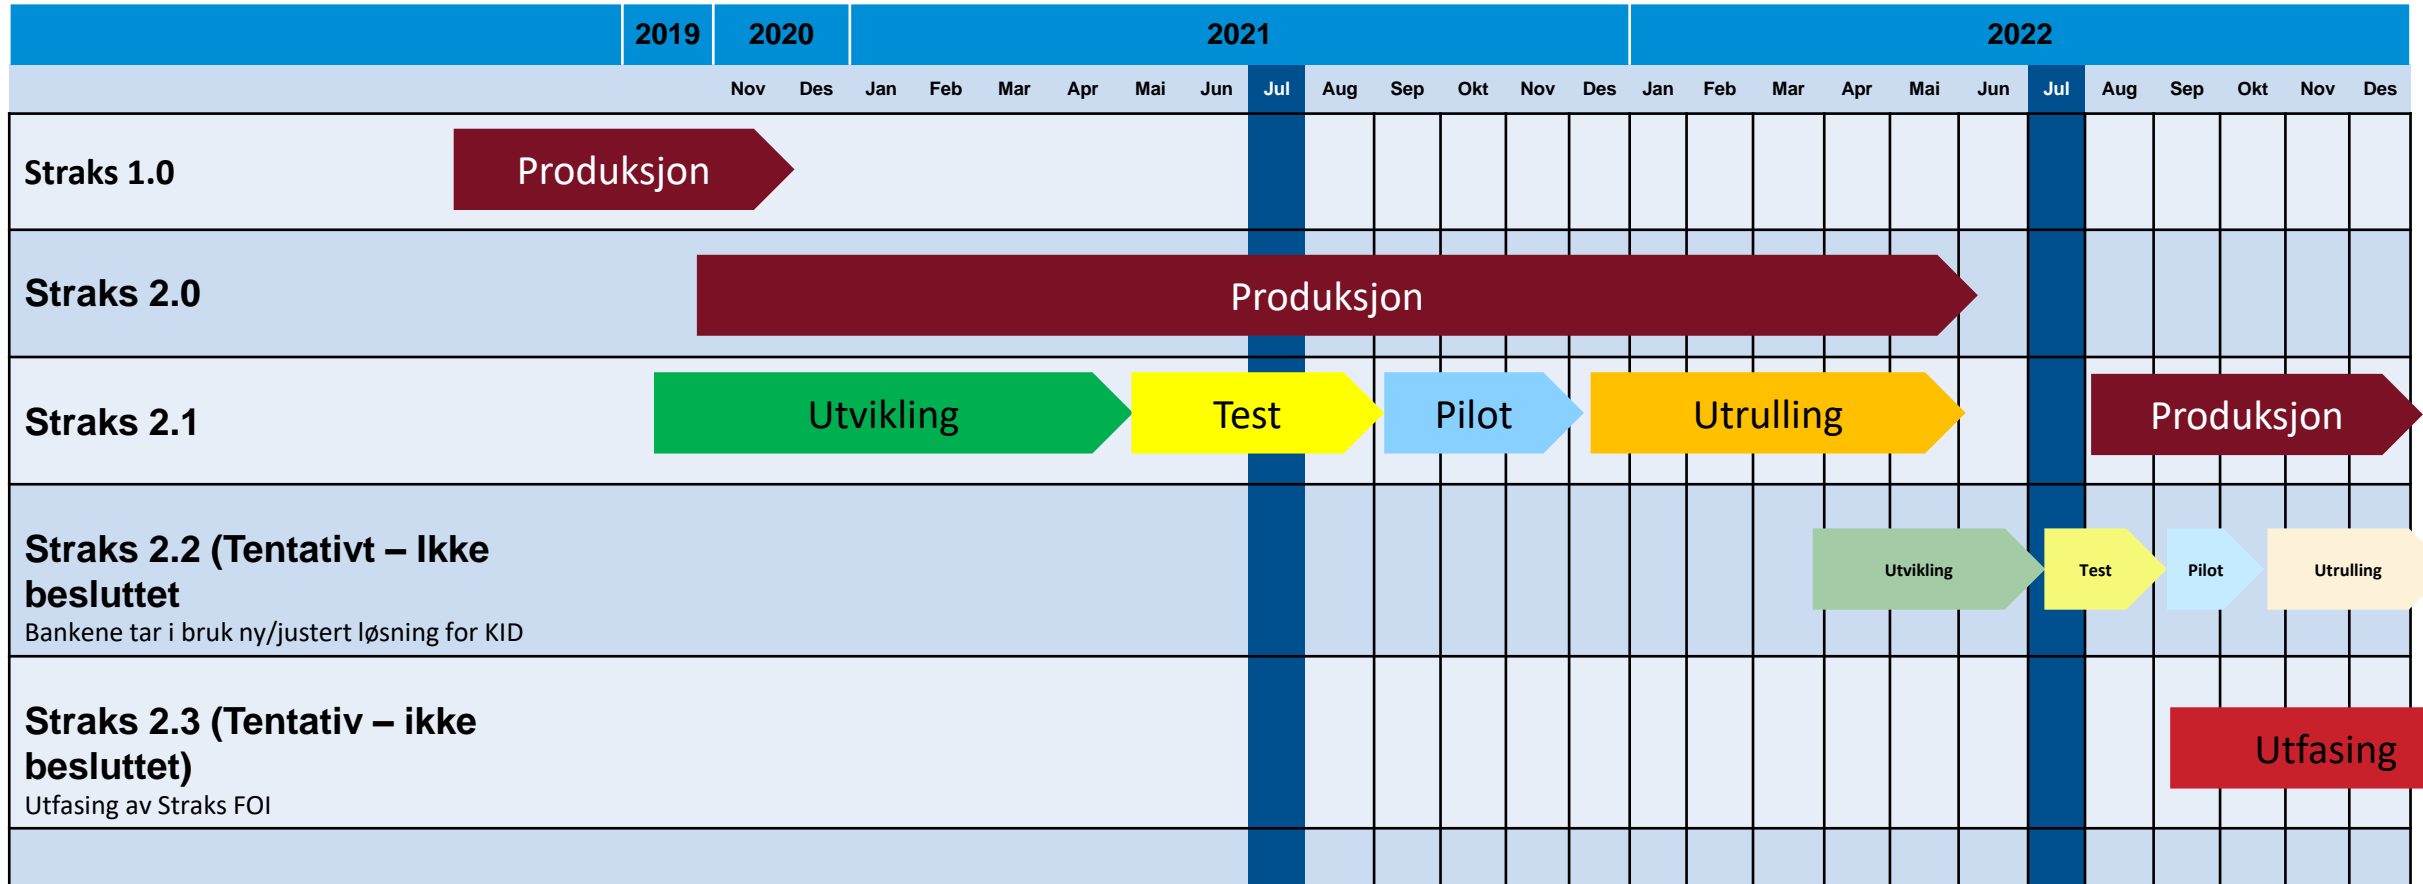 2019 2020 2021 2022
Nov Des Jan Feb Mar Apr Mai Jun Jul Aug Sep Okt Nov Des Jan Feb Mar Apr Mai Jun Jul Aug Sep Okt Nov Des
Straks 1.0
Produksjon
Straks 2.0
Produksjon
Straks 2.1
Utvikling Test Pilot Utrulling Produksjon
Straks 2.2 (Tentativt – Ikke
besluttet
Bankene tar i bruk ny/justert løsning for KID
Utvikling Test Pilot Utrulling
Straks 2.3 (Tentativ – ikke
besluttet)
Utfasing av Straks FOI
Utfasing